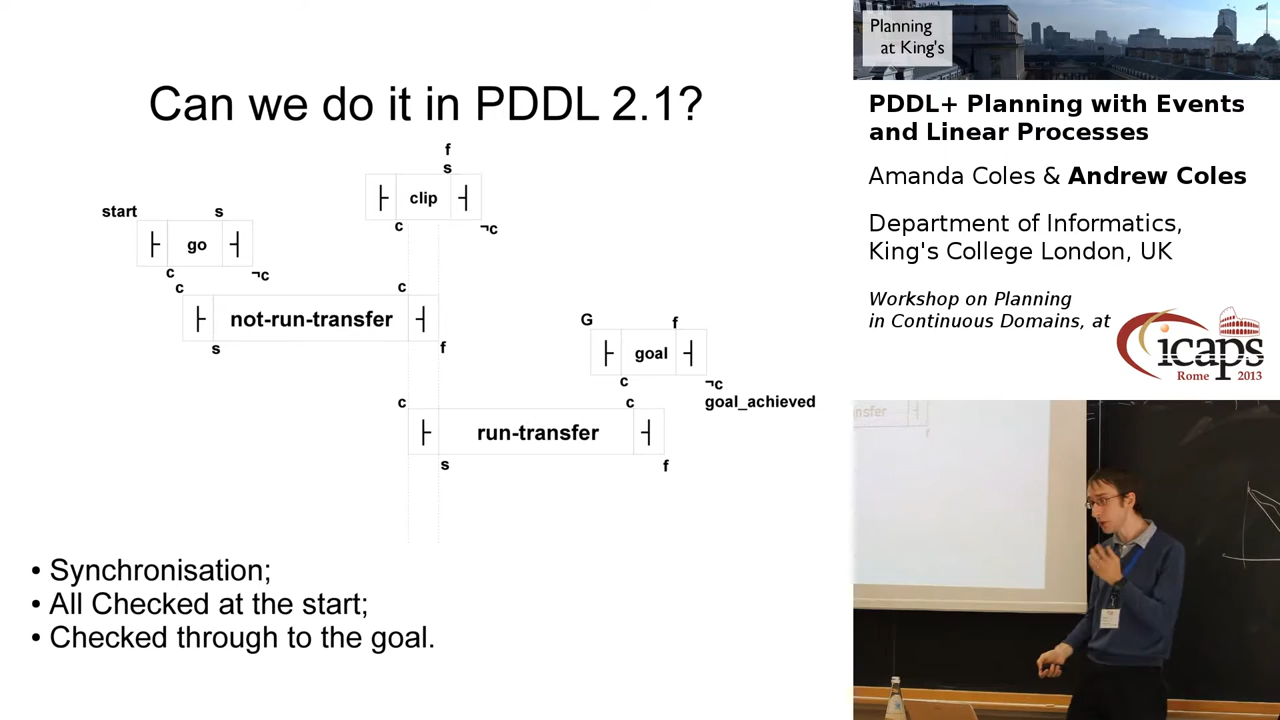 Can we do it in PDDL 2.1?
f
s
clip
c
¬c
start
s
go
c
¬c
c
c
not-run-transfer
s
f
G
f
goal
c
¬c
goal_achieved
c
c
run-transfer
s
f
• Synchronisation;
• All Checked at the start;
• Checked through to the goal.
Planning
at King's
PDDL+ Planning with Events
and Linear Processes
Amanda Coles & Andrew Coles
Department of Informatics,
King's College London, UK
Workshop on Planning
in Continuous Domains, at
icaps
Rome 2013
nsfer
f